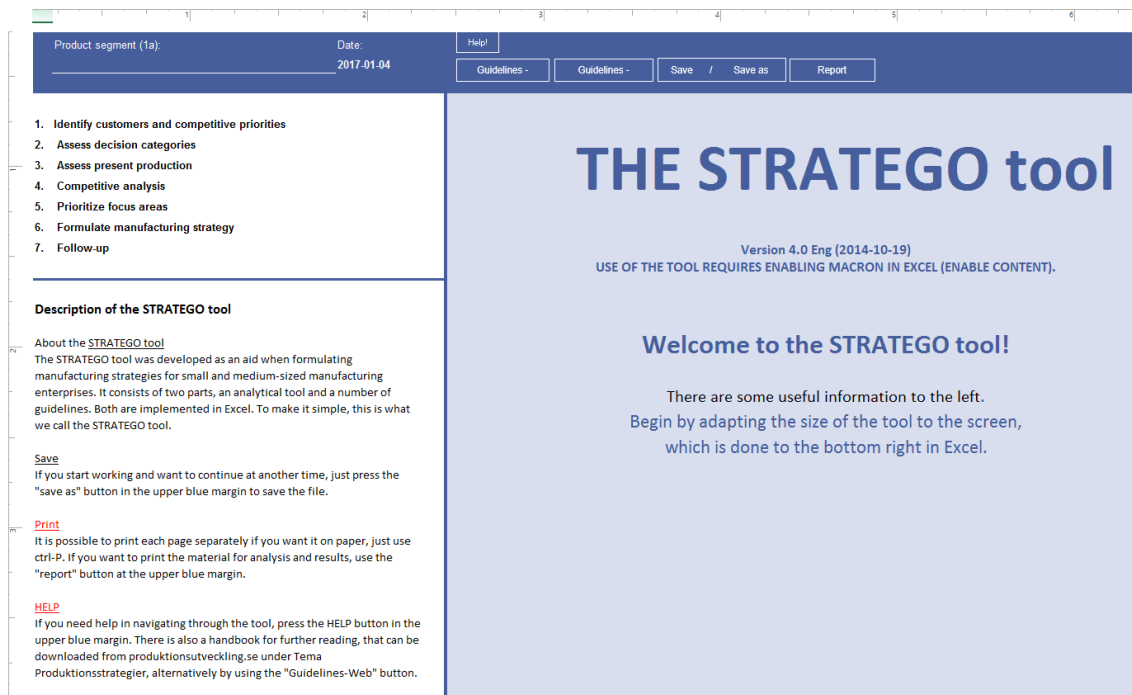 1 2 3 4 5 6
Product segment (1a):
Date:
2017-01-04
Help!
Guidelines -
Guidelines -
Save / Save as
Report
1. Identify customers and competitive priorities
2. Assess decision categories
3. Assess present production
4. Competitive analysis
5. Prioritize focus areas
6. Formulate manufacturing strategy
7. Follow-up
Description of the STRATEGO tool
About the STRATEGO tool
The STRATEGO tool was developed as an aid when formulating
manufacturing strategies for small and medium-sized manufacturing
enterprises. It consists of two parts, an analytical tool and a number of
guidelines. Both are implemented in Excel. To make it simple, this is what
we call the STRATEGO tool.
Save
If you start working and want to continue at another time, just press the
"save as" button in the upper blue margin to save the file.
Print
It is possible to print each page separately if you want it on paper, just use
ctrl-P. If you want to print the material for analysis and results, use the
"report" button at the upper blue margin.
HELP
If you need help in navigating through the tool, press the HELP button in the
upper blue margin. There is also a handbook for further reading, that can be
downloaded from produktionsutveckling.se under Tema
Produktionsstrategier, alternatively by using the "Guidelines-Web" button.
THE STRATEGO tool
Version 4.0 Eng (2014-10-19)
USE OF THE TOOL REQUIRES ENABLING MACRON IN EXCEL (ENABLE CONTENT).
Welcome to the STRATEGO tool!
There are some useful information to the left.
Begin by adapting the size of the tool to the screen,
which is done to the bottom right in Excel.
1
2
3